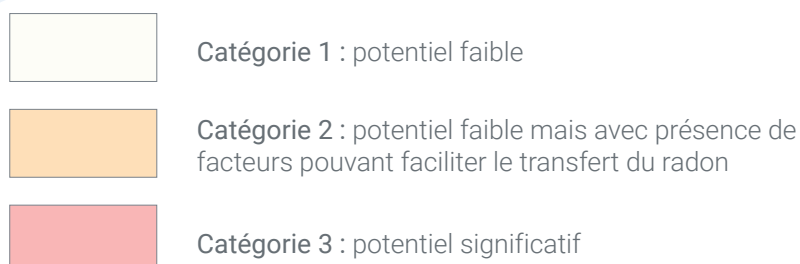 Catégorie 1 : potentiel faible
Catégorie 2 : potentiel faible mais avec présence de
facteurs pouvant faciliter le transfert du radon
Catégorie 3 : potentiel significatif